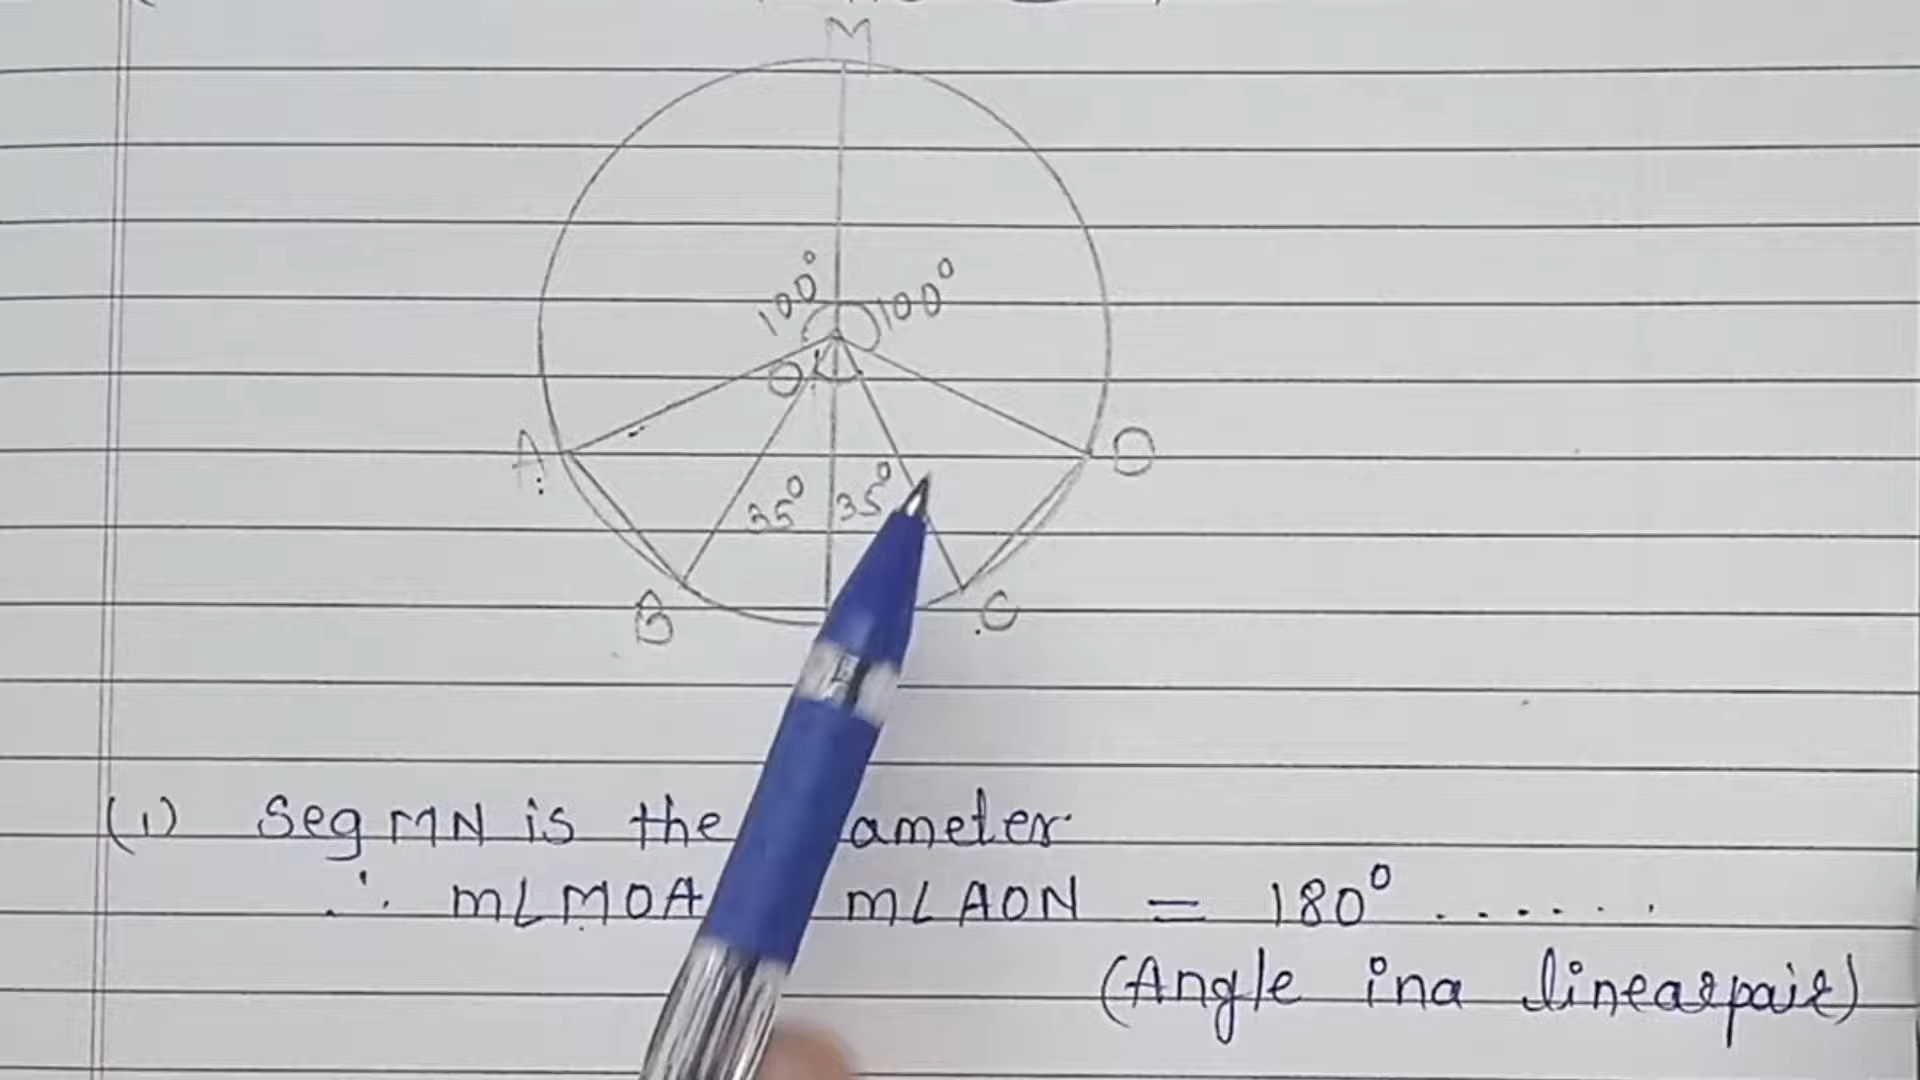 M
100° 100°
O
A D
35° 35°
B C
(1) Seg MN is the ameter
∴ m∠MOA m∠AON = 180° ......
(Angle ina linearpair)